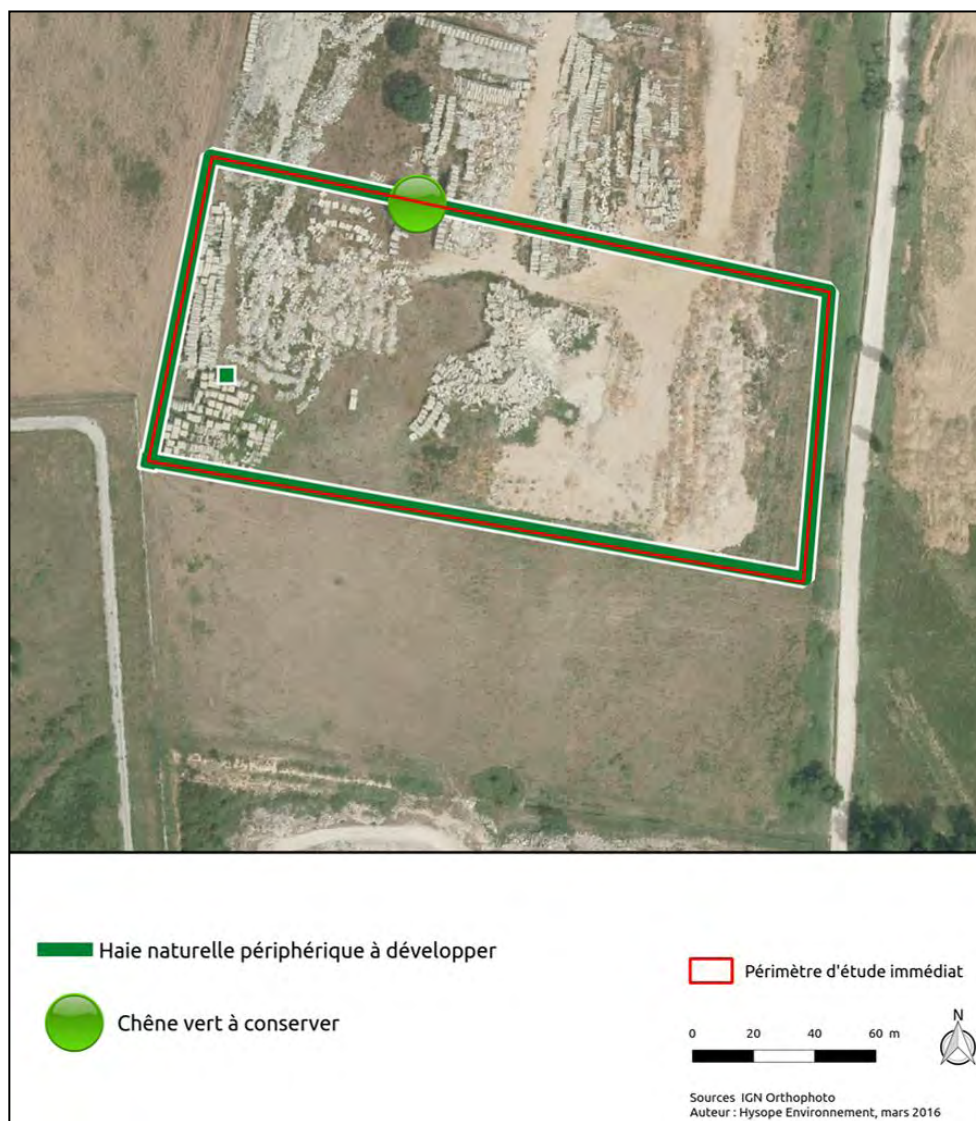 Haie naturelle périphérique à développer
Chêne vert à conserver
Périmètre d'étude immédiat
0 20 40 60 m
N
Sources IGN Orthophoto
Auteur : Hysope Environnement, mars 2016